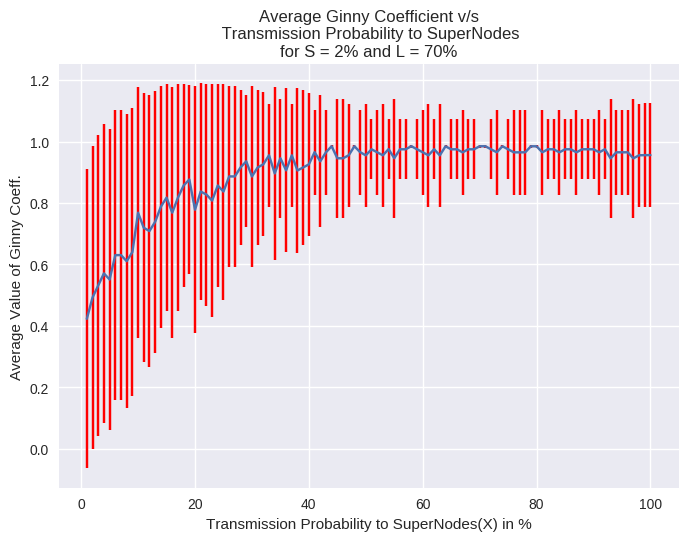 Average Ginny Coefficient v/s
Transmission Probability to SuperNodes
for S = 2% and L = 70%
1.2
1.0
0.8
0.6
0.4
0.2
0.0
Average Value of Ginny Coeff.
0 20 40 60 80 100
Transmission Probability to SuperNodes(X) in %